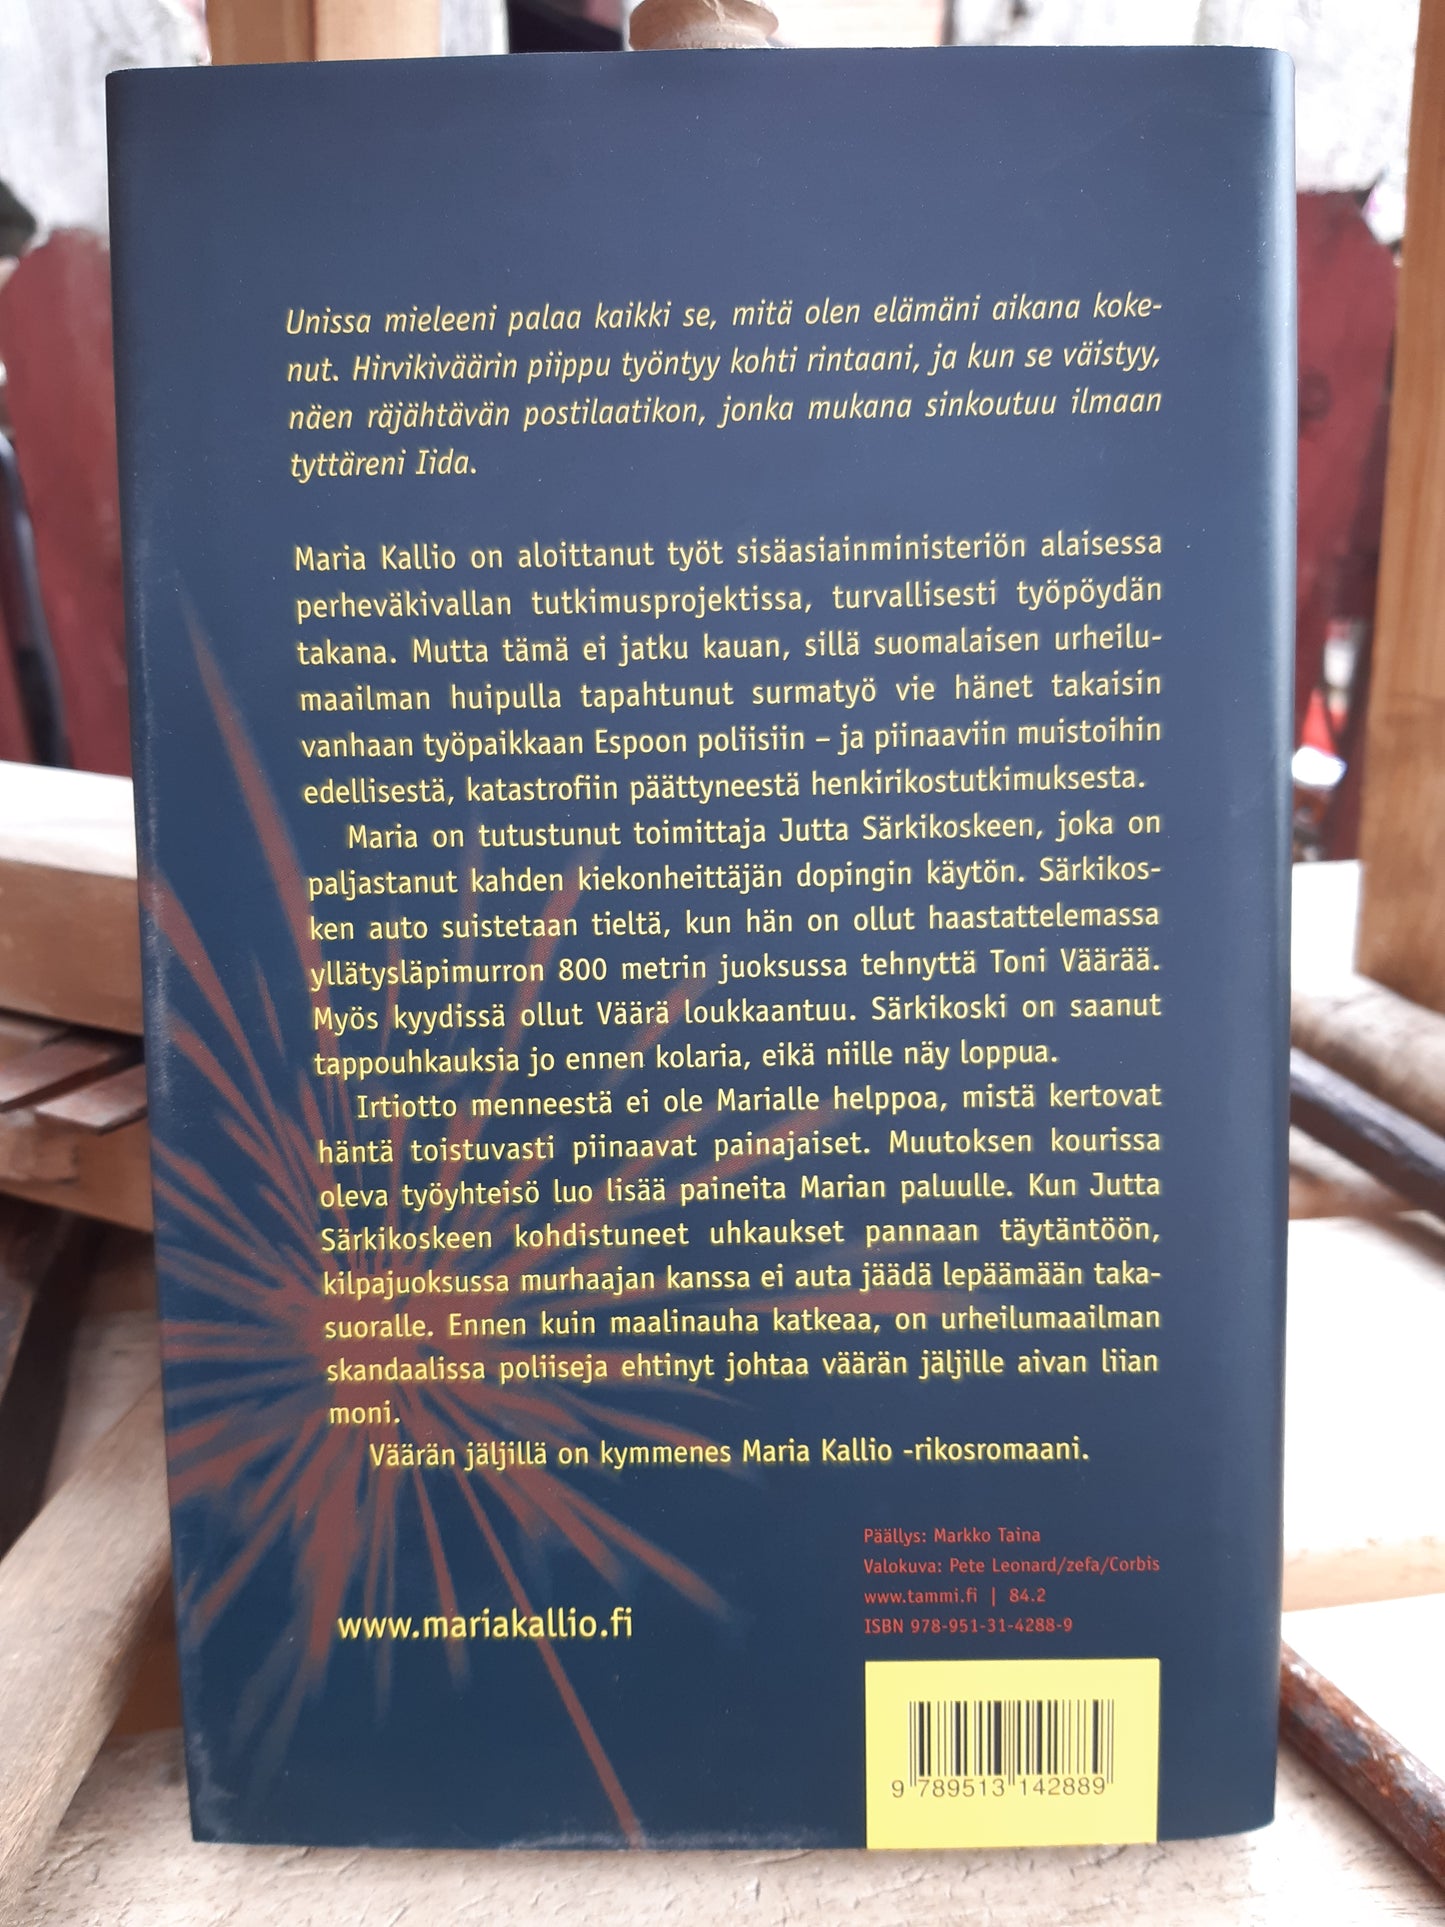 Unissa mieleeni palaa kaikki se, mitä olen elämäni aikana koke-
nut. Hirvikiväärin piippu työntyy kohti rintaani, ja kun se väistyy,
näen räjähtävän postilaatikon, jonka mukana sinkoutuu ilmaan
tyttäreni Iida.
Maria Kallio on aloittanut työt sisäasiainministeriön alaisessa
perheväkivallan tutkimusprojektissa, turvallisesti työpöydän
takana. Mutta tämä ei jatku kauan, sillä suomalaisen urheilu-
maailman huipulla tapahtunut surmatyö vie hänet takaisin
vanhaan työpaikkaan Espoon poliisiin – ja piinaaviin muistoihin
edellisestä, katastrofiin päättyneestä henkirikostutkimuksesta.
Maria on tutustunut toimittaja Jutta Särkikoskeen, joka on
paljastanut kahden kiekonheittäjän dopingin käytön. Särkikos-
ken auto suistetaan tieltä, kun hän on ollut haastattelemassa
yllätysläpimurron 800 metrin juoksussa tehnyttä Toni Väärää.
Myös kyydissä ollut Väärä loukkaantuu. Särkikoski on saanut
tappouhkauksia jo ennen kolaria, eikä niille näy loppua.
Irtiotto menneestä ei ole Marialle helppoa, mistä kertovat
häntä toistuvasti piinaavat painajaiset. Muutoksen kourissa
oleva työyhteisö luo lisää paineita Marian paluulle. Kun Jutta
Särkikoskeen kohdistuneet uhkaukset pannaan täytäntöön,
kilpajuoksussa murhaajan kanssa ei auta jäädä lepäämään taka-
suoralle. Ennen kuin maalinauha katkeaa, on urheilumaailman
skandaalissa poliiseja ehtinyt johtaa väärän jäljille aivan liian
moni.
Väärän jäljillä on kymmenes Maria Kallio -rikosromaani.
Päällys: Markko Taina
Valokuva: Pete Leonard/zefa/Corbis
www.tammi.fi | 84.2
ISBN 978-951-31-4288-9
www.mariakallio.fi
9 789513 142889